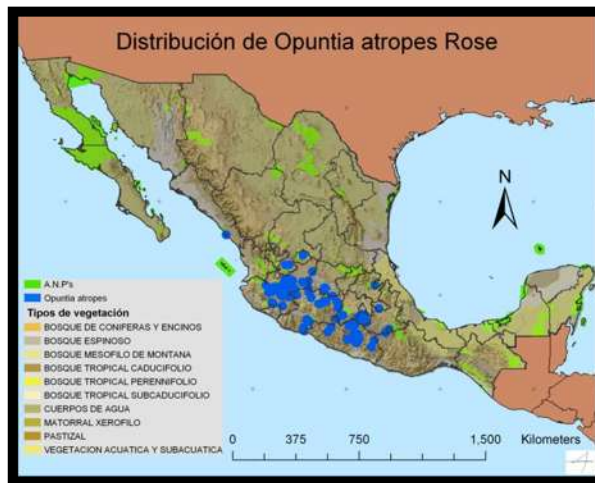 Distribución de Opuntia atropes Rose
N
A.N.P's
Opuntia atropes
Tipos de vegetación
BOSQUE DE CONIFERAS Y ENCINOS
BOSQUE ESPINOSO
BOSQUE MESOFILO DE MONTANA
BOSQUE TROPICAL CADUCIFOLIO
BOSQUE TROPICAL PERENNIFOLIO
BOSQUE TROPICAL SUBCADUCIFOLIO
CUERPOS DE AGUA
MATORRAL XEROFILO
PASTIZAL
VEGETACION ACUATICA Y SUBACUATICA
0 375 750 1,500 Kilometers